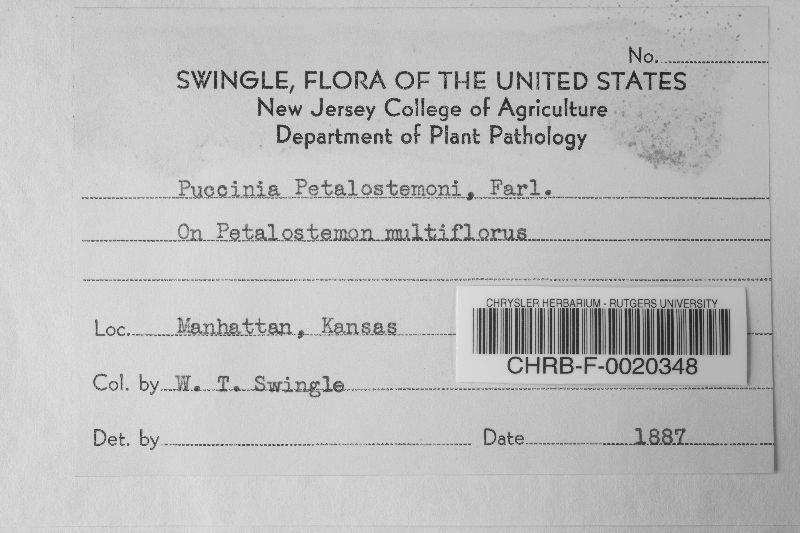 No.
SWINGLE, FLORA OF THE UNITED STATES
New Jersey College of Agriculture
Department of Plant Pathology
Puccinia Petalostemoni, Farl.
On Petalostemon multiflorus
Loc. Manhattan, Kansas
CHRYSLER HERBARIUM - RUTGERS UNIVERSITY
CHRB-F-0020348
Col. by W. T. Swingle
Det. by
Date 1887